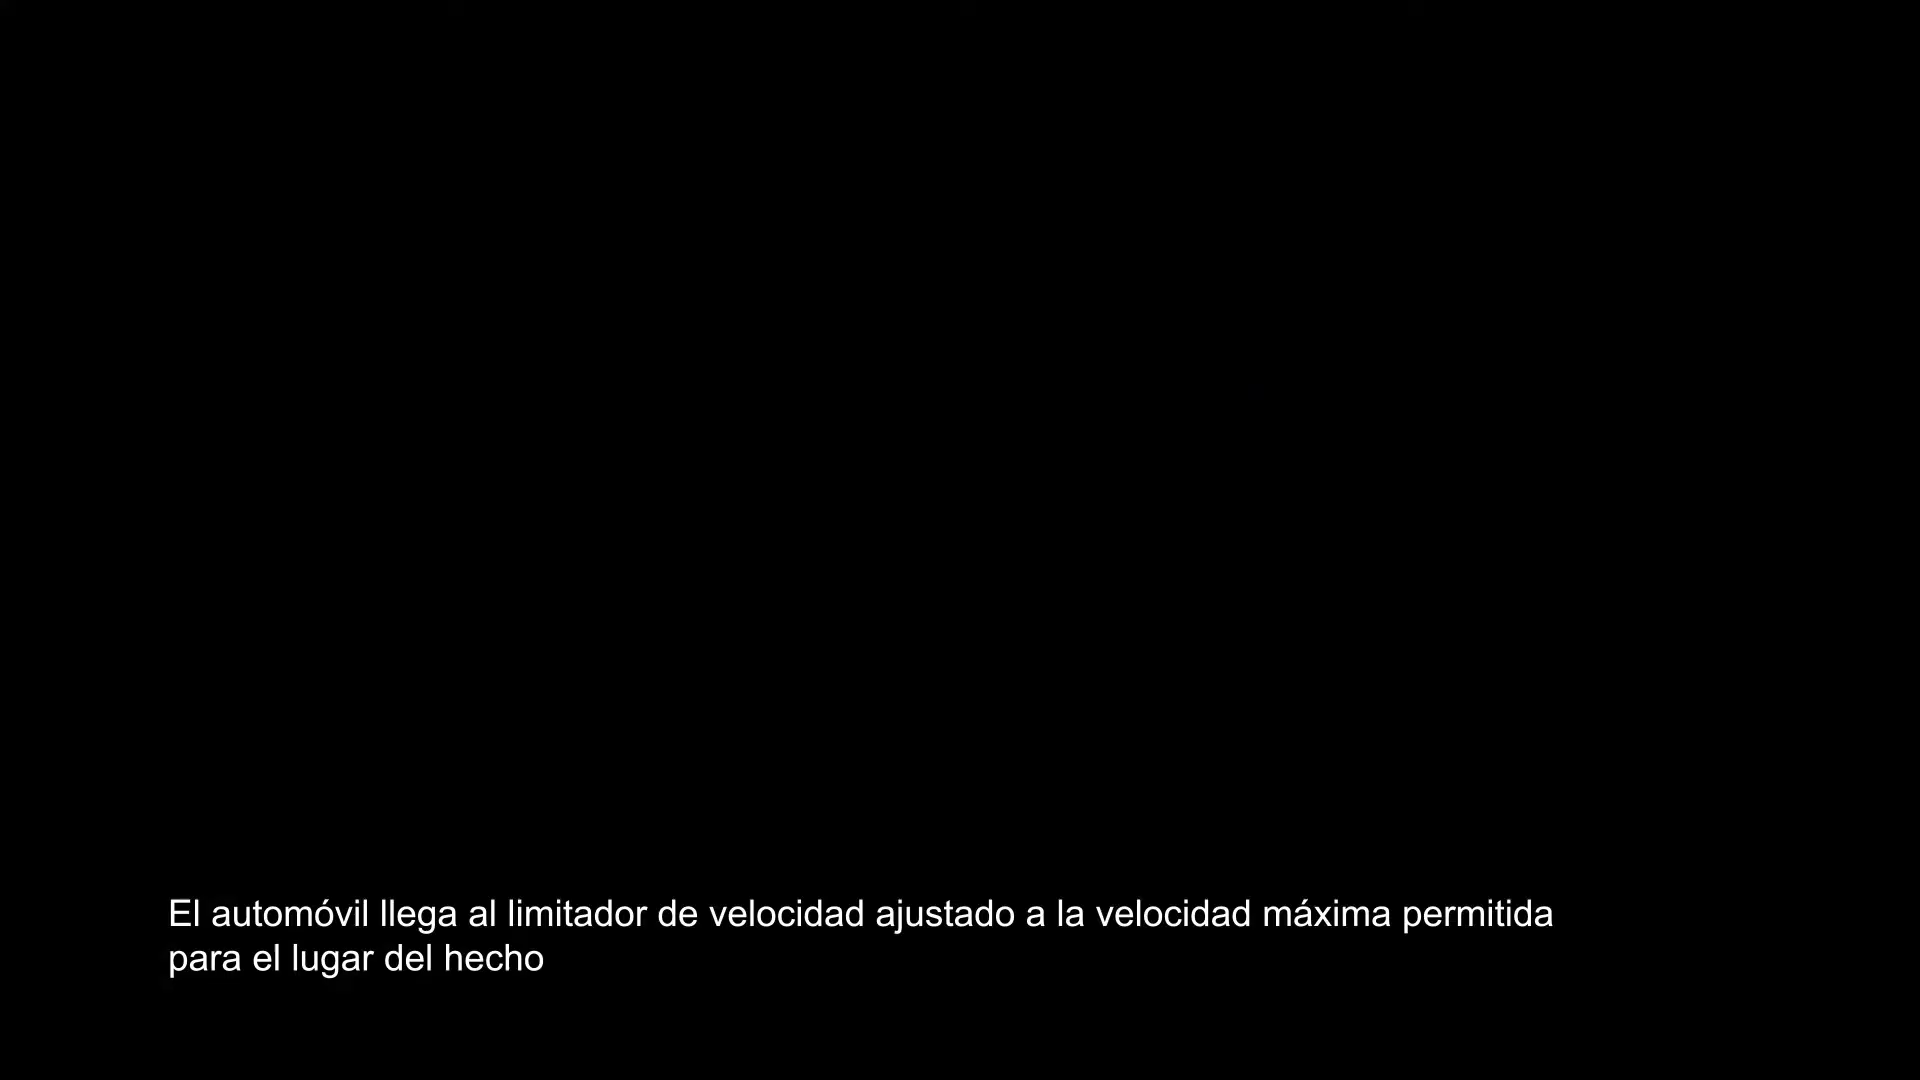 El automóvil llega al limitador de velocidad ajustado a la velocidad máxima permitida
para el lugar del hecho